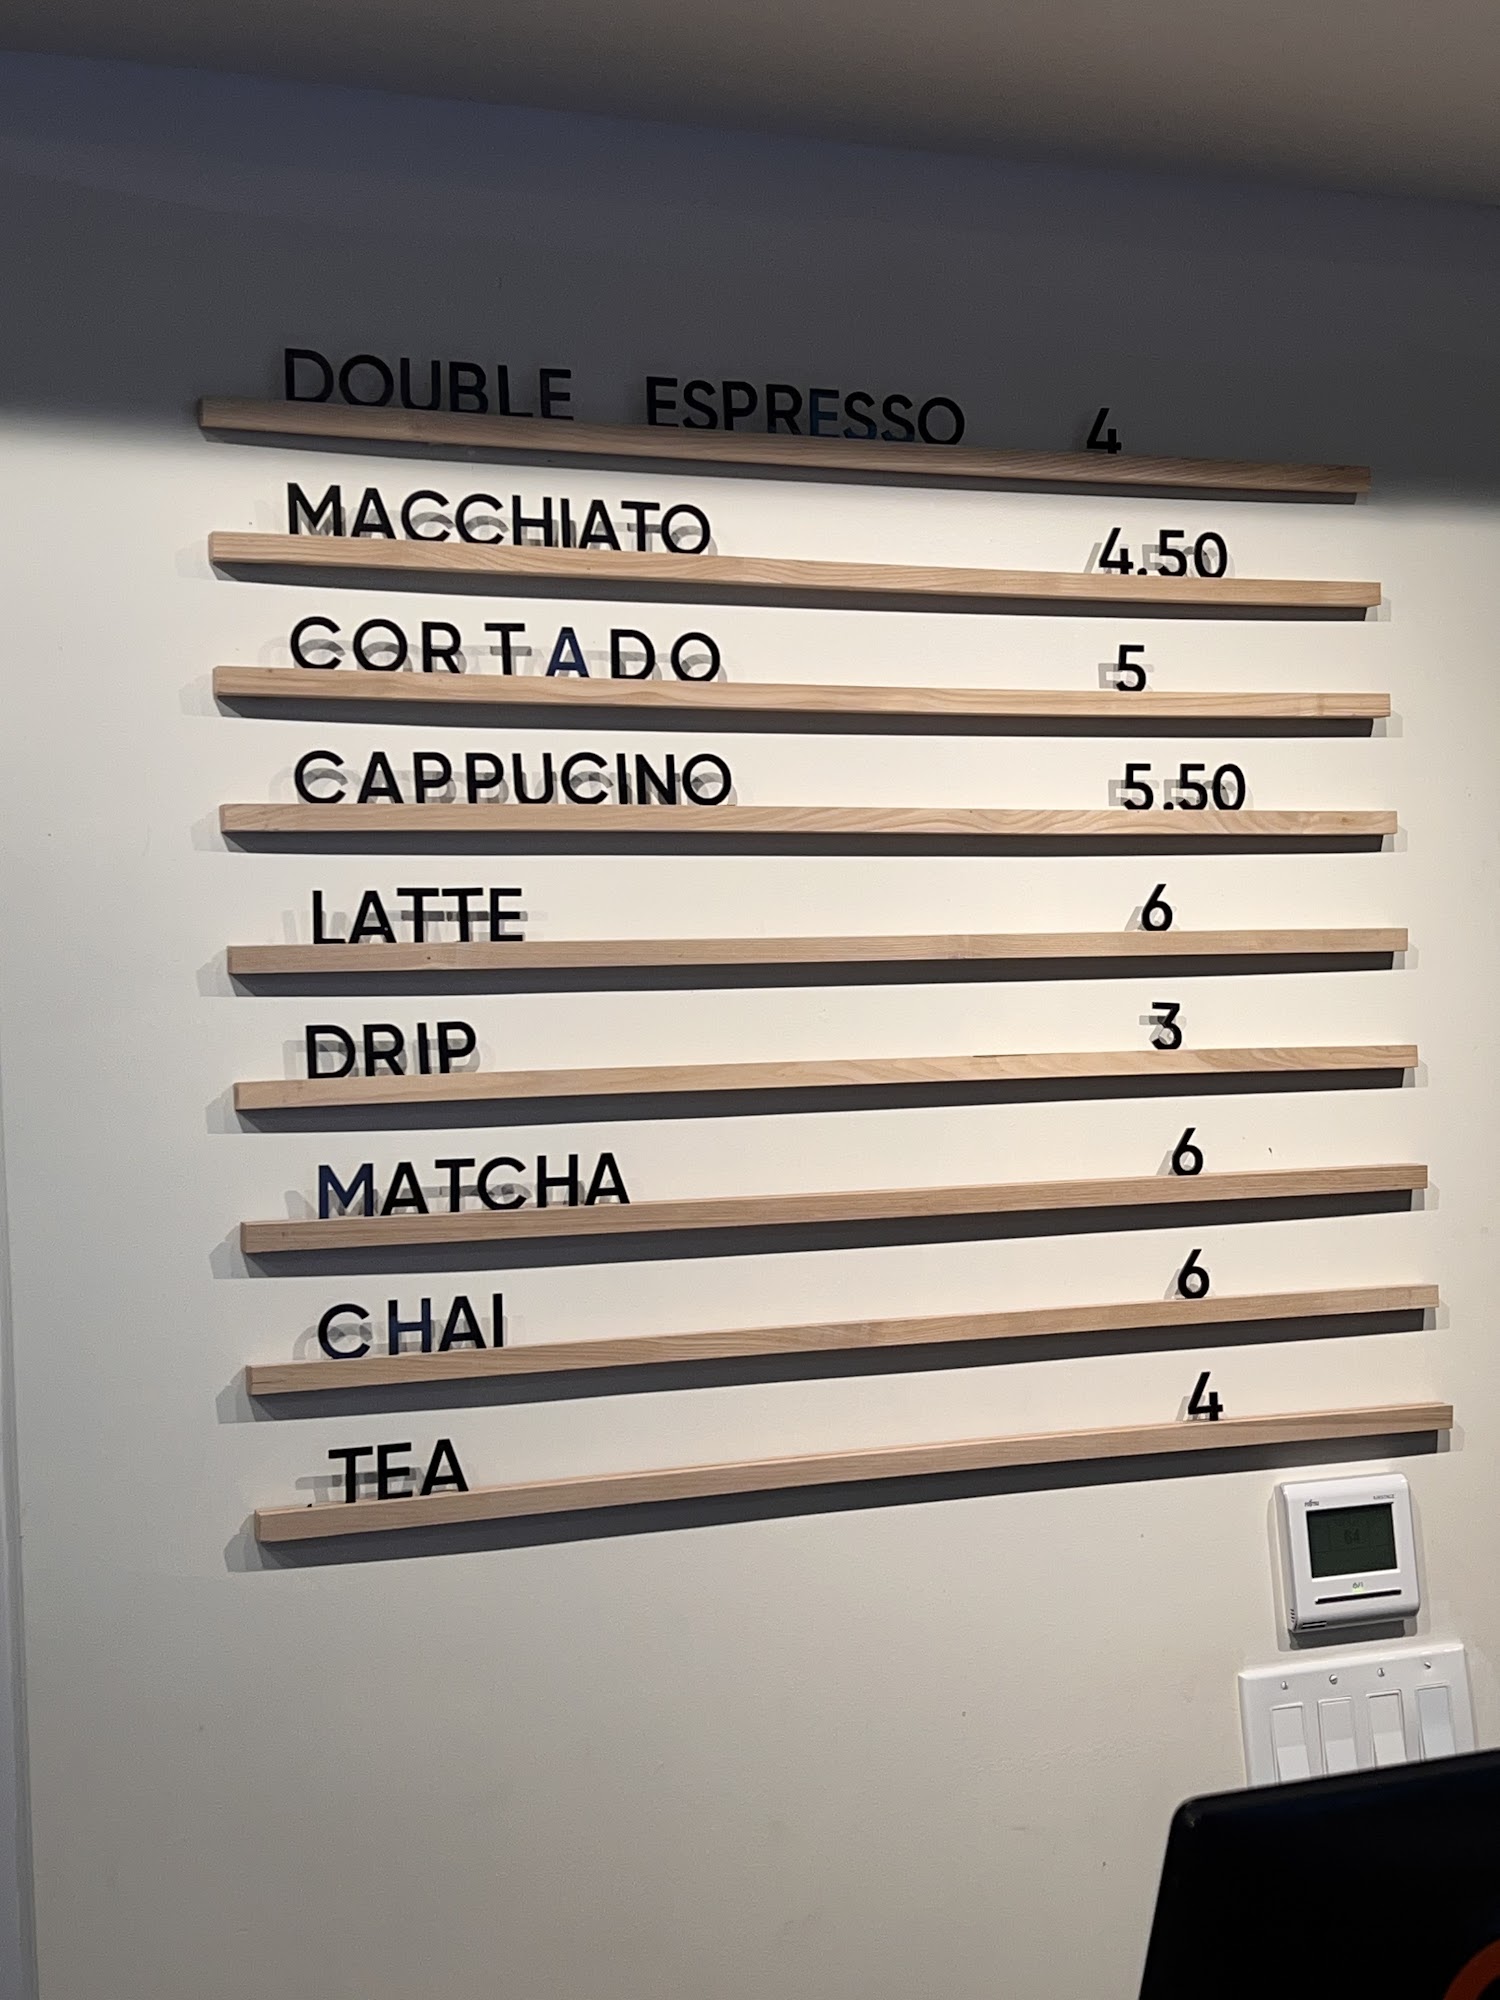 DOUBLE ESPRESSO 4
MACCHIATO 4.50
CORTADO 5
CAPPUCINO 5.50
LATTE 6
DRIP 3
MATCHA 6
CHAI 6
TEA 4